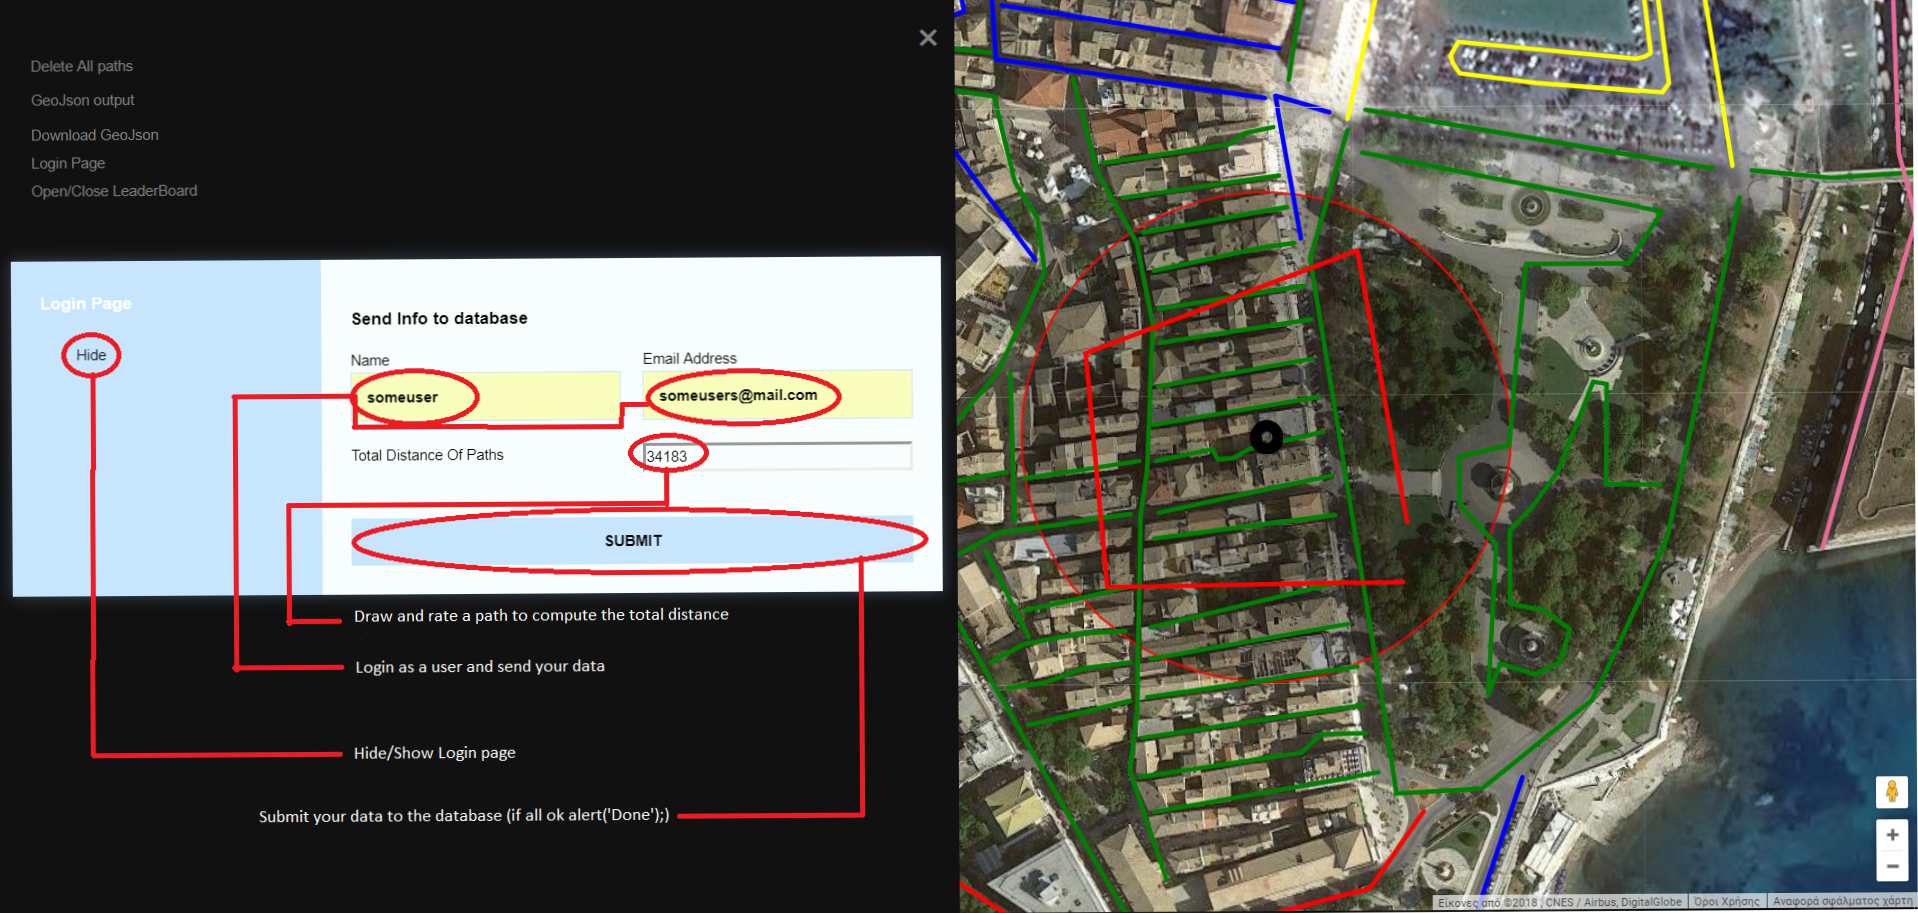 ×
Delete All paths
GeoJson output
Download GeoJson
Login Page
Open/Close LeaderBoard
Login Page
Hide
Send Info to database
Name
Email Address
someuser
someusers@mail.com
Total Distance Of Paths
34183
SUBMIT
Draw and rate a path to compute the total distance
Login as a user and send your data
Hide/Show Login page
Submit your data to the database (if all ok alert('Done');)
+
−
Εικόνες από ©2018 , CNES / Airbus, DigitalGlobe
Όροι Χρήσης
Αναφορά σφάλματος χάρτη